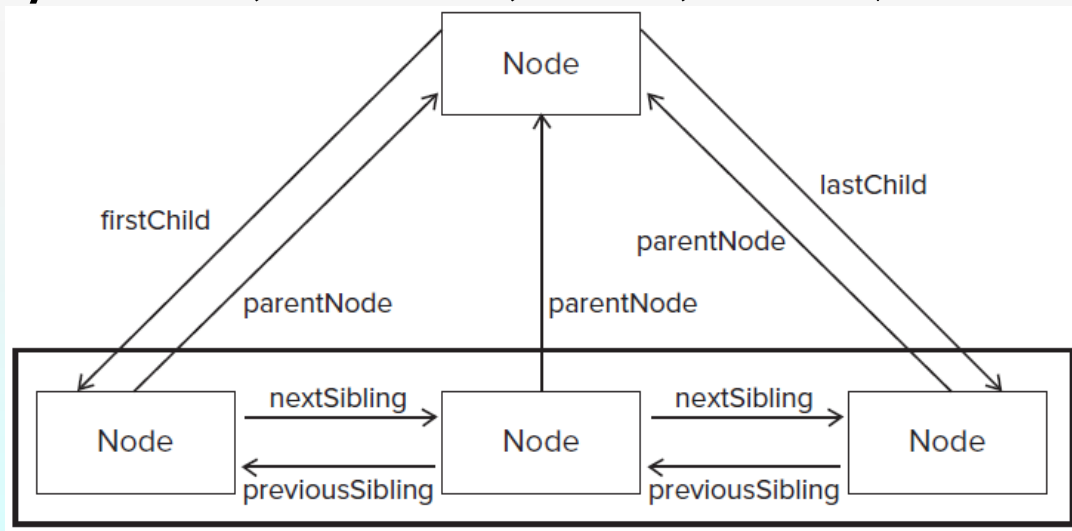 Node
lastChild
firstChild
parentNode
parentNode
parentNode
nextSibling
nextSibling
Node
Node
Node
previousSibling
previousSibling